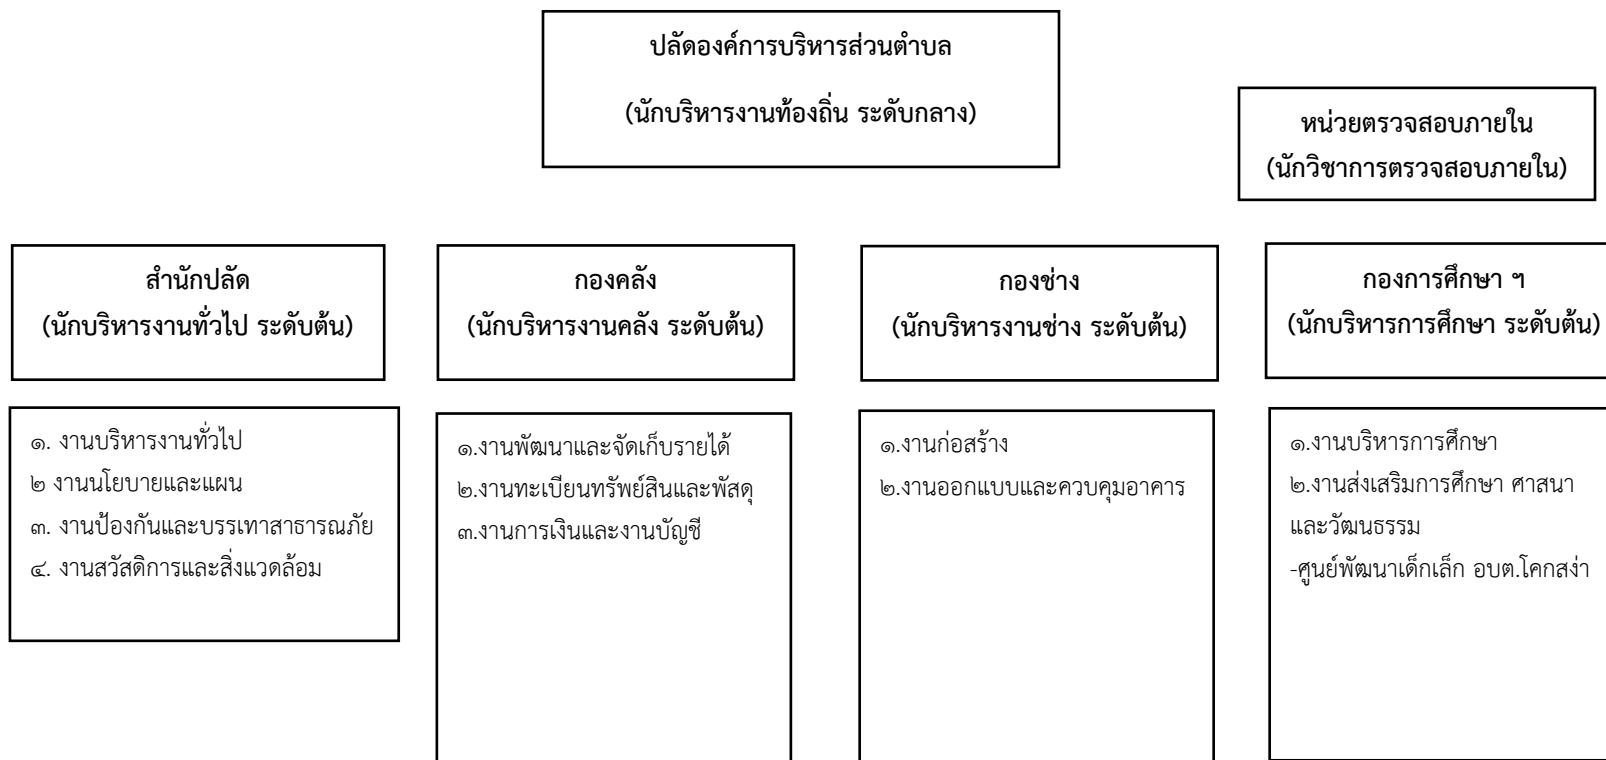 ปลัดองค์การบริหารส่วนตำบล
(นักบริหารงานท้องถิ่น ระดับกลาง)
หน่วยตรวจสอบภายใน
(นักวิชาการตรวจสอบภายใน)
สำนักปลัด
(นักบริหารงานทั่วไป ระดับต้น)
กองคลัง
(นักบริหารงานคลัง ระดับต้น)
กองช่าง
(นักบริหารงานช่าง ระดับต้น)
กองการศึกษา ฯ
(นักบริหารการศึกษา ระดับต้น)
๑. งานบริหารงานทั่วไป
๒ งานนโยบายและแผน
๓. งานป้องกันและบรรเทาสาธารณภัย
๔. งานสวัสดิการและสิ่งแวดล้อม
๑.งานพัฒนาและจัดเก็บรายได้
๒.งานทะเบียนทรัพย์สินและพัสดุ
๓.งานการเงินและงานบัญชี
๑.งานก่อสร้าง
๒.งานออกแบบและควบคุมอาคาร
๑.งานบริหารการศึกษา
๒.งานส่งเสริมการศึกษา ศาสนา
และวัฒนธรรม
-ศูนย์พัฒนาเด็กเล็ก อบต.โคกสง่า